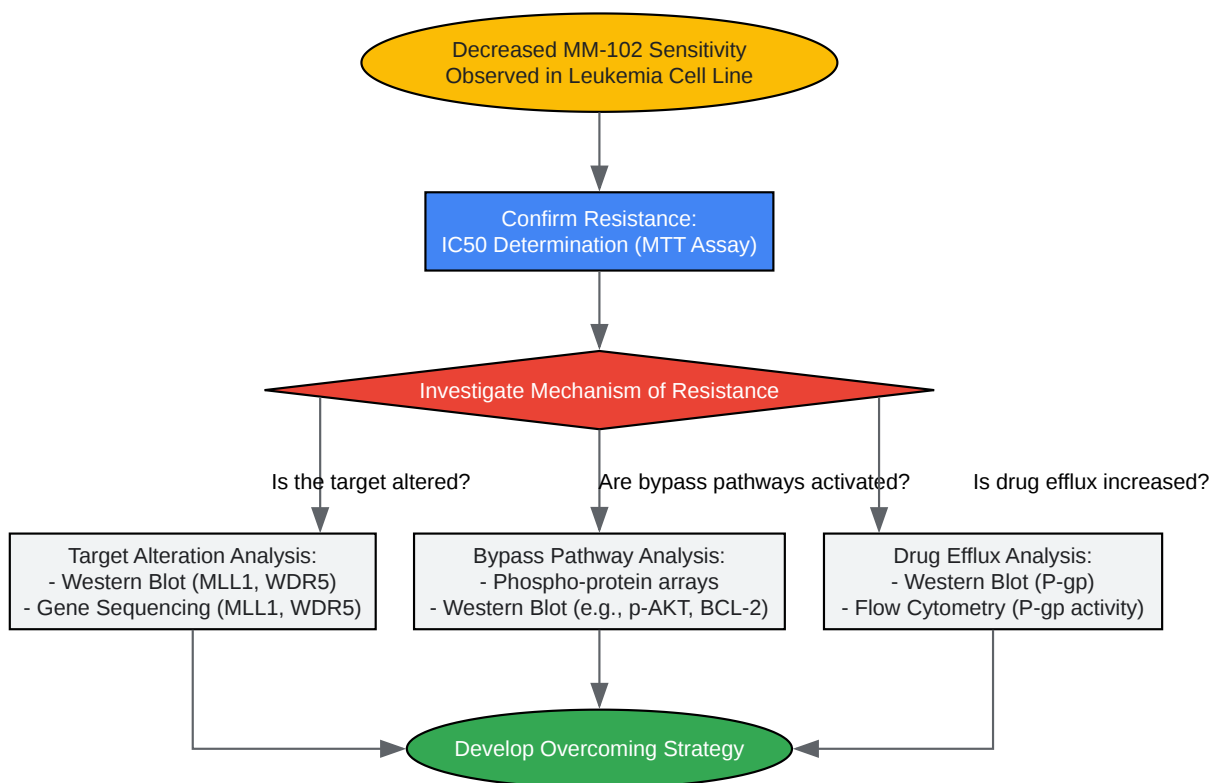 Decreased MM-102 Sensitivity
Observed in Leukemia Cell Line
Confirm Resistance:
IC50 Determination (MTT Assay)
Investigate Mechanism of Resistance
Is the target altered?
Are bypass pathways activated?
Is drug efflux increased?
Target Alteration Analysis:
- Western Blot (MLL1, WDR5)
- Gene Sequencing (MLL1, WDR5)
Bypass Pathway Analysis:
- Phospho-protein arrays
- Western Blot (e.g., p-AKT, BCL-2)
Drug Efflux Analysis:
- Western Blot (P-gp)
- Flow Cytometry (P-gp activity)
Develop Overcoming Strategy